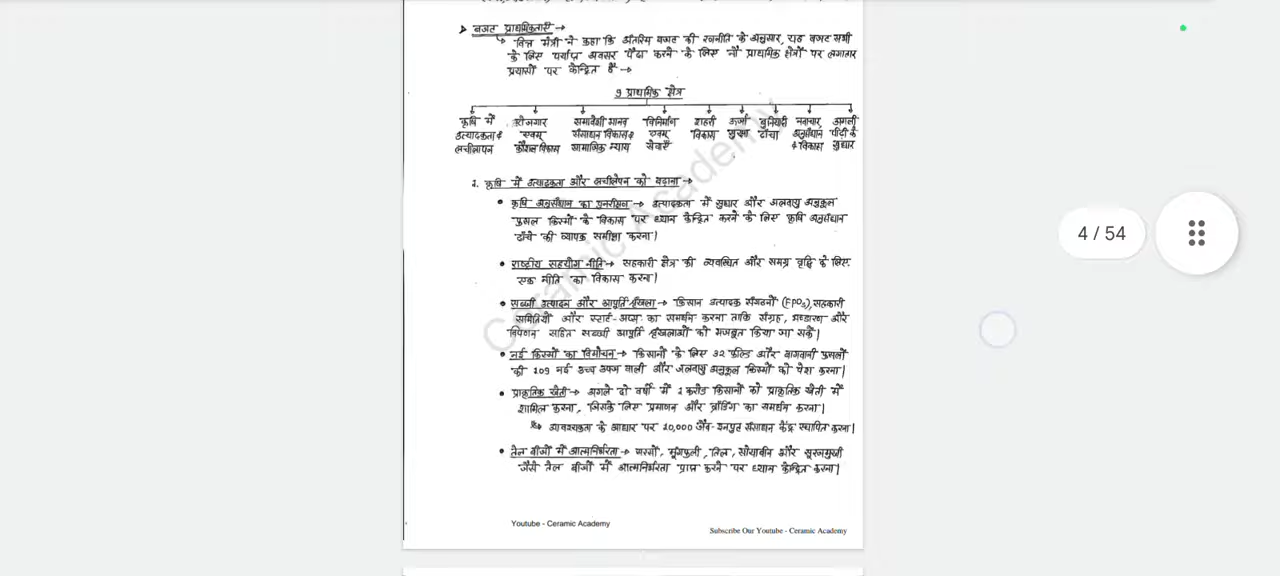 ➤ बजट प्राथमिकताएँ →
↳ वित्त मंत्री ने कहा कि अंतरिम बजट की रणनीति के अनुसार, यह बजट सभी
के लिए पर्याप्त अवसर पैदा करने के लिए नौ प्राथमिक क्षेत्रों पर लगातार
प्रयासों पर केन्द्रित है →
9 प्राथमिक क्षेत्र
कृषि में रोजगार समावेशी मानव विनिर्माण शहरी ऊर्जा बुनियादी नवाचार, अगली
उत्पादकता & एवम् संसाधन विकास & एवम् विकास सुरक्षा ढाँचा अनुसंधान पीढ़ी के
लचीलापन कौशल विकास सामाजिक न्याय सेवाएँ & विकास सुधार
1. कृषि में उत्पादकता और लचीलेपन को बढ़ाना →
• कृषि अनुसंधान का पुनरीक्षण → उत्पादकता में सुधार और जलवायु अनुकूल
फसल किस्मों के विकास पर ध्यान केन्द्रित करने के लिए कृषि अनुसंधान
ढाँचे की व्यापक समीक्षा करना।
• राष्ट्रीय सहयोग नीति → सहकारी क्षेत्र की व्यवस्थित और समग्र वृद्धि के लिए
एक नीति का विकास करना।
• सब्जी उत्पादन और आपूर्ति श्रृंखला → किसान उत्पादक संगठनों (FPOs), सहकारी
समितियों और स्टार्ट-अप्स का समर्थन करना ताकि संग्रह, भण्डारण और
विपणन सहित सब्जी आपूर्ति श्रृंखलाओं को मजबूत किया जा सके।
• नई किस्मों का विमोचन → किसानों के लिए 32 फील्ड और बागवानी फसलों
की 109 नई उच्च उपज वाली और जलवायु अनुकूल किस्मों को पेश करना।
• प्राकृतिक खेती → अगले दो वर्षों में 1 करोड़ किसानों को प्राकृतिक खेती में
शामिल करना, जिसके लिए प्रमाणन और ब्रांडिंग का समर्थन करना।
आवश्यकता के आधार पर 10,000 जैव-इनपुट संसाधन केंद्र स्थापित करना।
• तेल बीजों में आत्मनिर्भरता → सरसों, मूंगफली, तिल, सोयाबीन और सूरजमुखी
जैसे तेल बीजों में आत्मनिर्भरता प्राप्त करने पर ध्यान केन्द्रित करना।
Youtube - Ceramic Academy
Subscribe Our Youtube - Ceramic Academy
Ceramic Academy
4 / 54